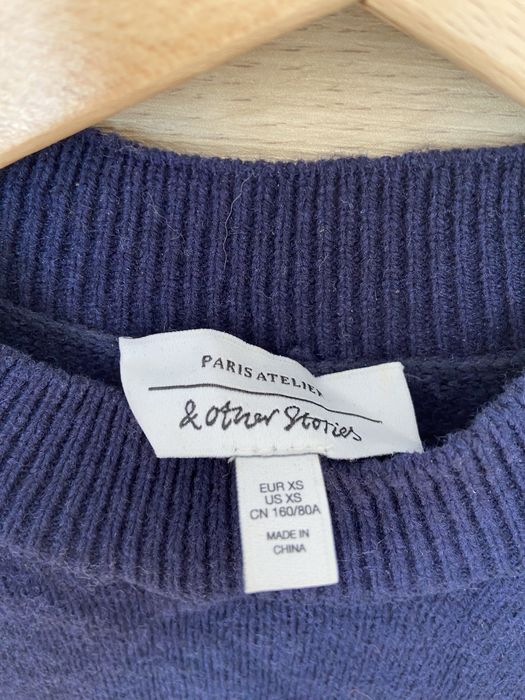 PARIS ATELIER
& Other Stories
EUR XS
US XS
CN 160/80A
MADE IN
CHINA